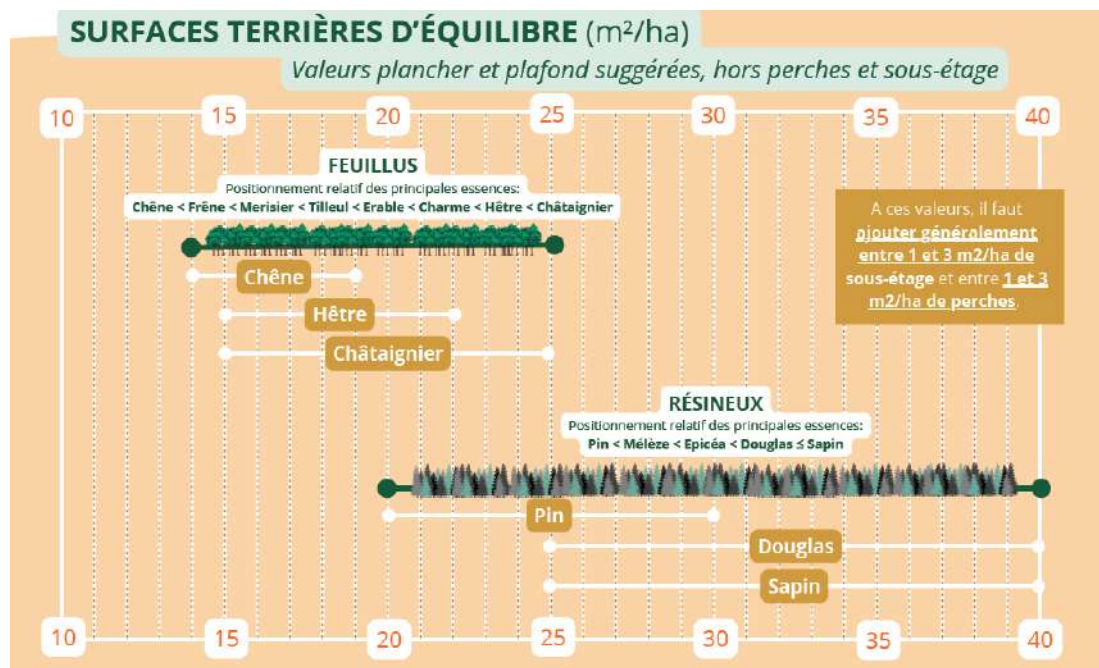 SURFACES TERRIÈRES D'ÉQUILIBRE (m²/ha)
Valeurs plancher et plafond suggérées, hors perches et sous-étage
10 15 20 25 30 35 40
FEUILLUS
Positionnement relatif des principales essences:
Chêne < Frêne < Merisier < Tilleul < Erable < Charme < Hêtre < Châtaignier
A ces valeurs, il faut
ajouter généralement
entre 1 et 3 m2/ha de
sous-étage et entre 1 et 3
m2/ha de perches.
Chêne
Hêtre
Châtaignier
RÉSINEUX
Positionnement relatif des principales essences:
Pin < Mélèze < Epicéa < Douglas ≤ Sapin
Pin
Douglas
Sapin
10 15 20 25 30 35 40